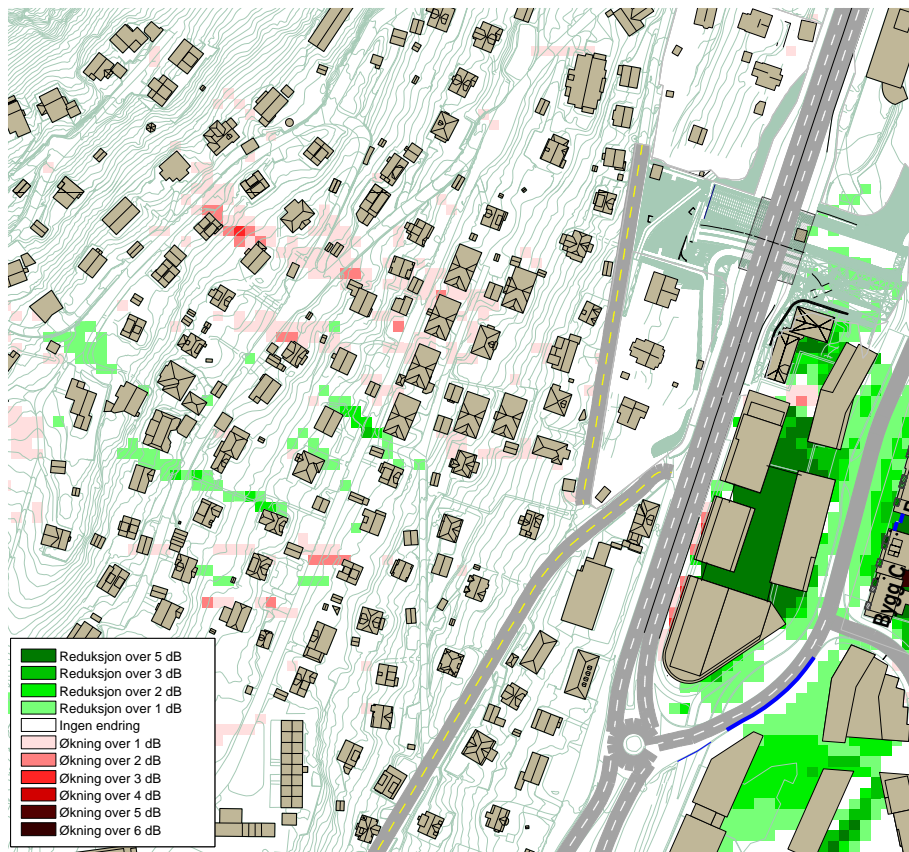 Bygg: C
Reduksjon over 5 dB
Reduksjon over 3 dB
Reduksjon over 2 dB
Reduksjon over 1 dB
Ingen endring
Økning over 1 dB
Økning over 2 dB
Økning over 3 dB
Økning over 4 dB
Økning over 5 dB
Økning over 6 dB